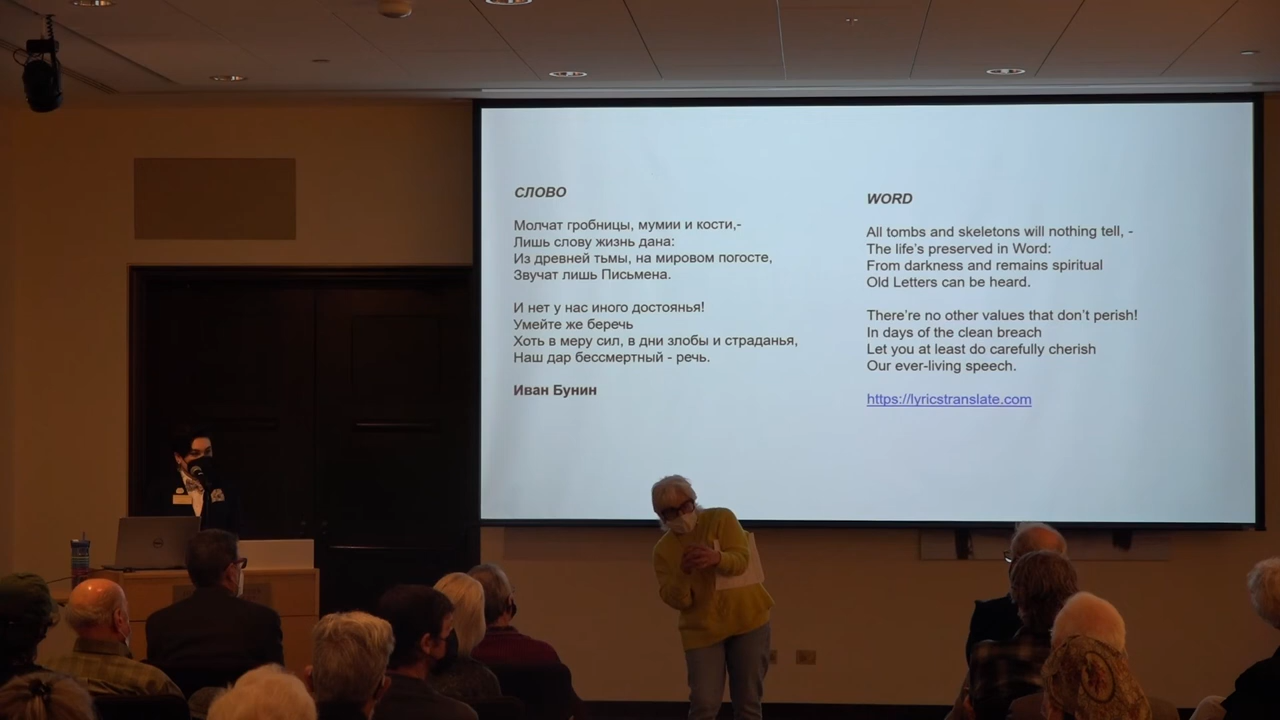 СЛОВО
Молчат гробницы, мумии и кости,-
Лишь слову жизнь дана:
Из древней тьмы, на мировом погосте,
Звучат лишь Письмена.
И нет у нас иного достоянья!
Умейте же беречь
Хоть в меру сил, в дни злобы и страданья,
Наш дар бессмертный - речь.
Иван Бунин
WORD
All tombs and skeletons will nothing tell, -
The life's preserved in Word:
From darkness and remains spiritual
Old Letters can be heard.
There're no other values that don't perish!
In days of the clean breach
Let you at least do carefully cherish
Our ever-living speech.
https://lyricstranslate.com